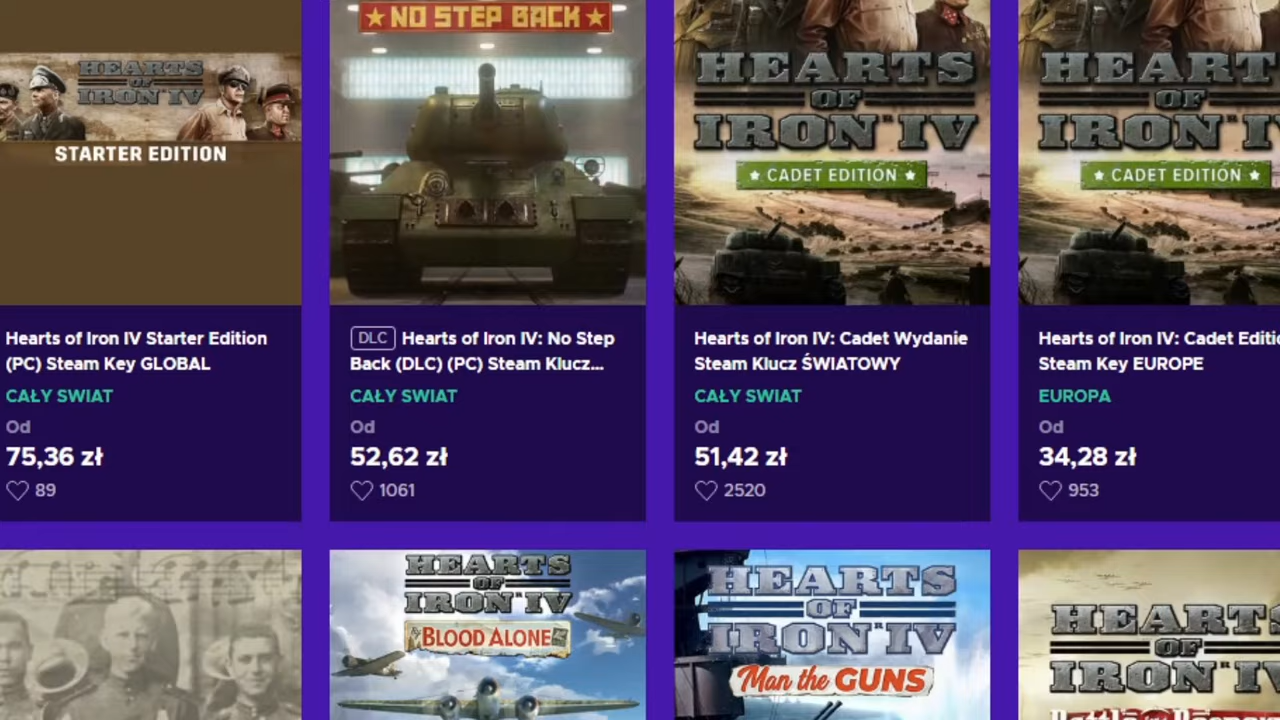 ★ NO STEP BACK ★
HEARTS
OF
IRON IV
STARTER EDITION
HEARTS
OF
IRON IV
★ CADET EDITION ★
HEART
OF
IRON I
★ CADET EDITION ★
Hearts of Iron IV Starter Edition
(PC) Steam Key GLOBAL
CAŁY SWIAT
Od
75,36 zł
89
DLC Hearts of Iron IV: No Step
Back (DLC) (PC) Steam Klucz...
CAŁY SWIAT
Od
52,62 zł
1061
Hearts of Iron IV: Cadet Wydanie
Steam Klucz ŚWIATOWY
CAŁY SWIAT
Od
51,42 zł
2520
Hearts of Iron IV: Cadet Editi
Steam Key EUROPE
EUROPA
Od
34,28 zł
953
HEARTS
OF
IRON IV
BLOOD ALONE
HEARTS
OF
IRON IV
Man the GUNS
HEARTS
OF
IRON IV